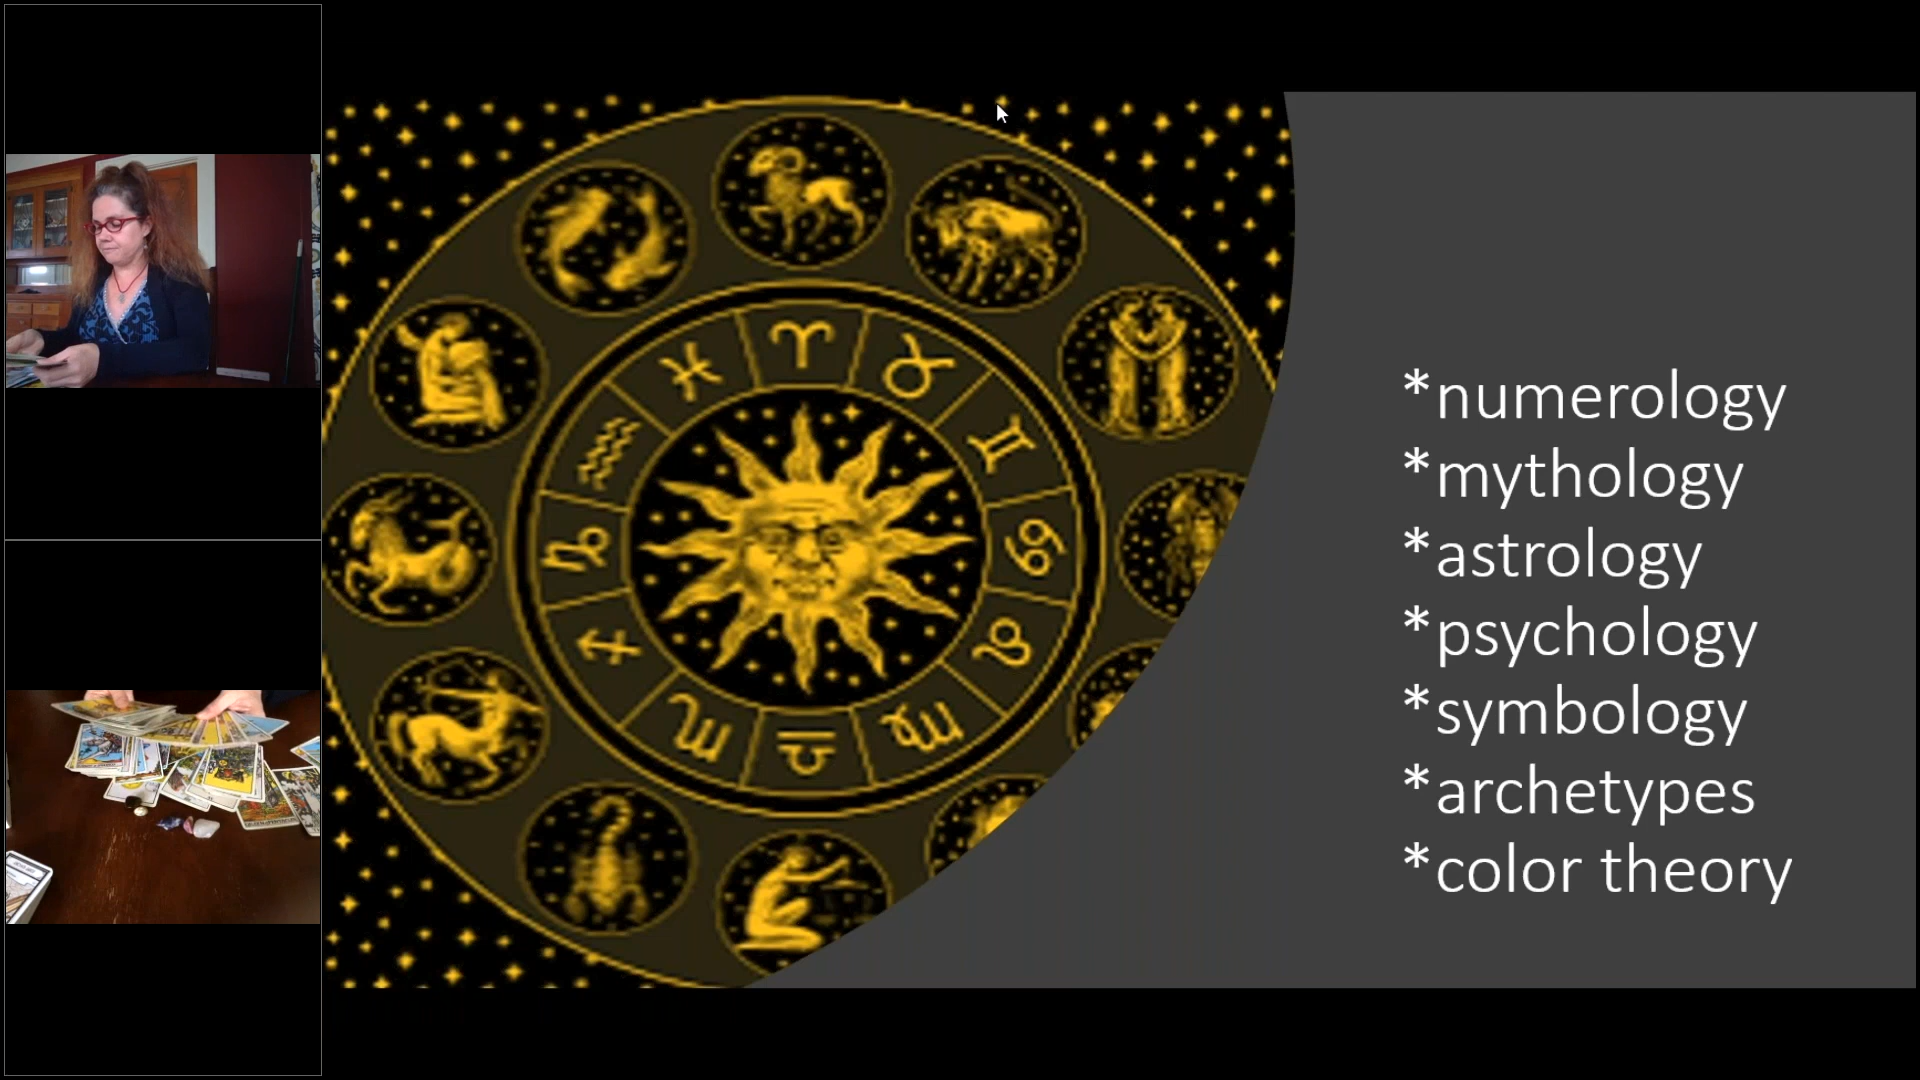 *numerology
*mythology
*astrology
*psychology
*symbology
*archetypes
*color theory